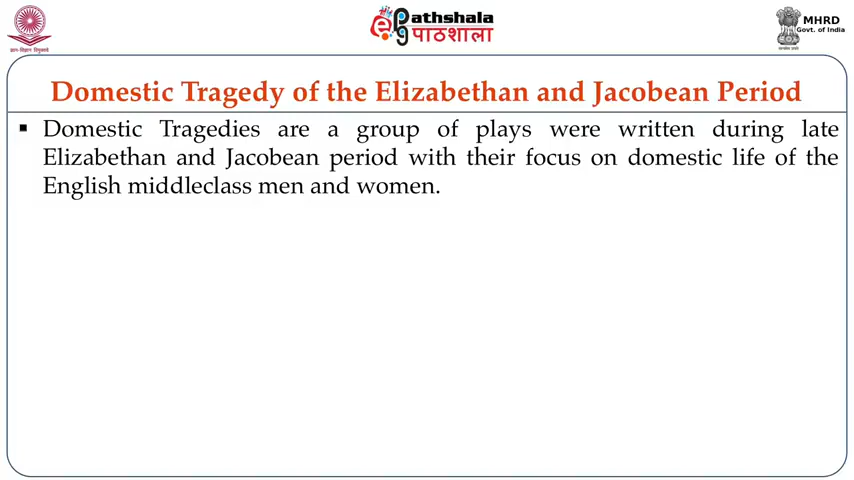 ePathshala
पाठशाला
MHRD
Govt. of India
Domestic Tragedy of the Elizabethan and Jacobean Period
▪ Domestic Tragedies are a group of plays were written during late
Elizabethan and Jacobean period with their focus on domestic life of the
English middleclass men and women.